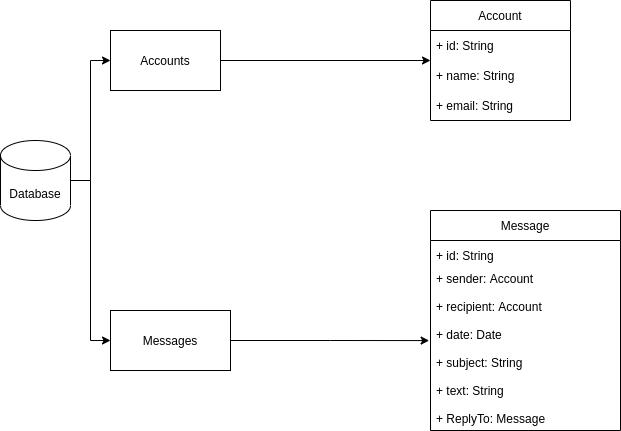 Account
+ id: String
+ name: String
+ email: String
Accounts
Database
Message
+ id: String
+ sender: Account
+ recipient: Account
+ date: Date
+ subject: String
+ text: String
+ ReplyTo: Message
Messages